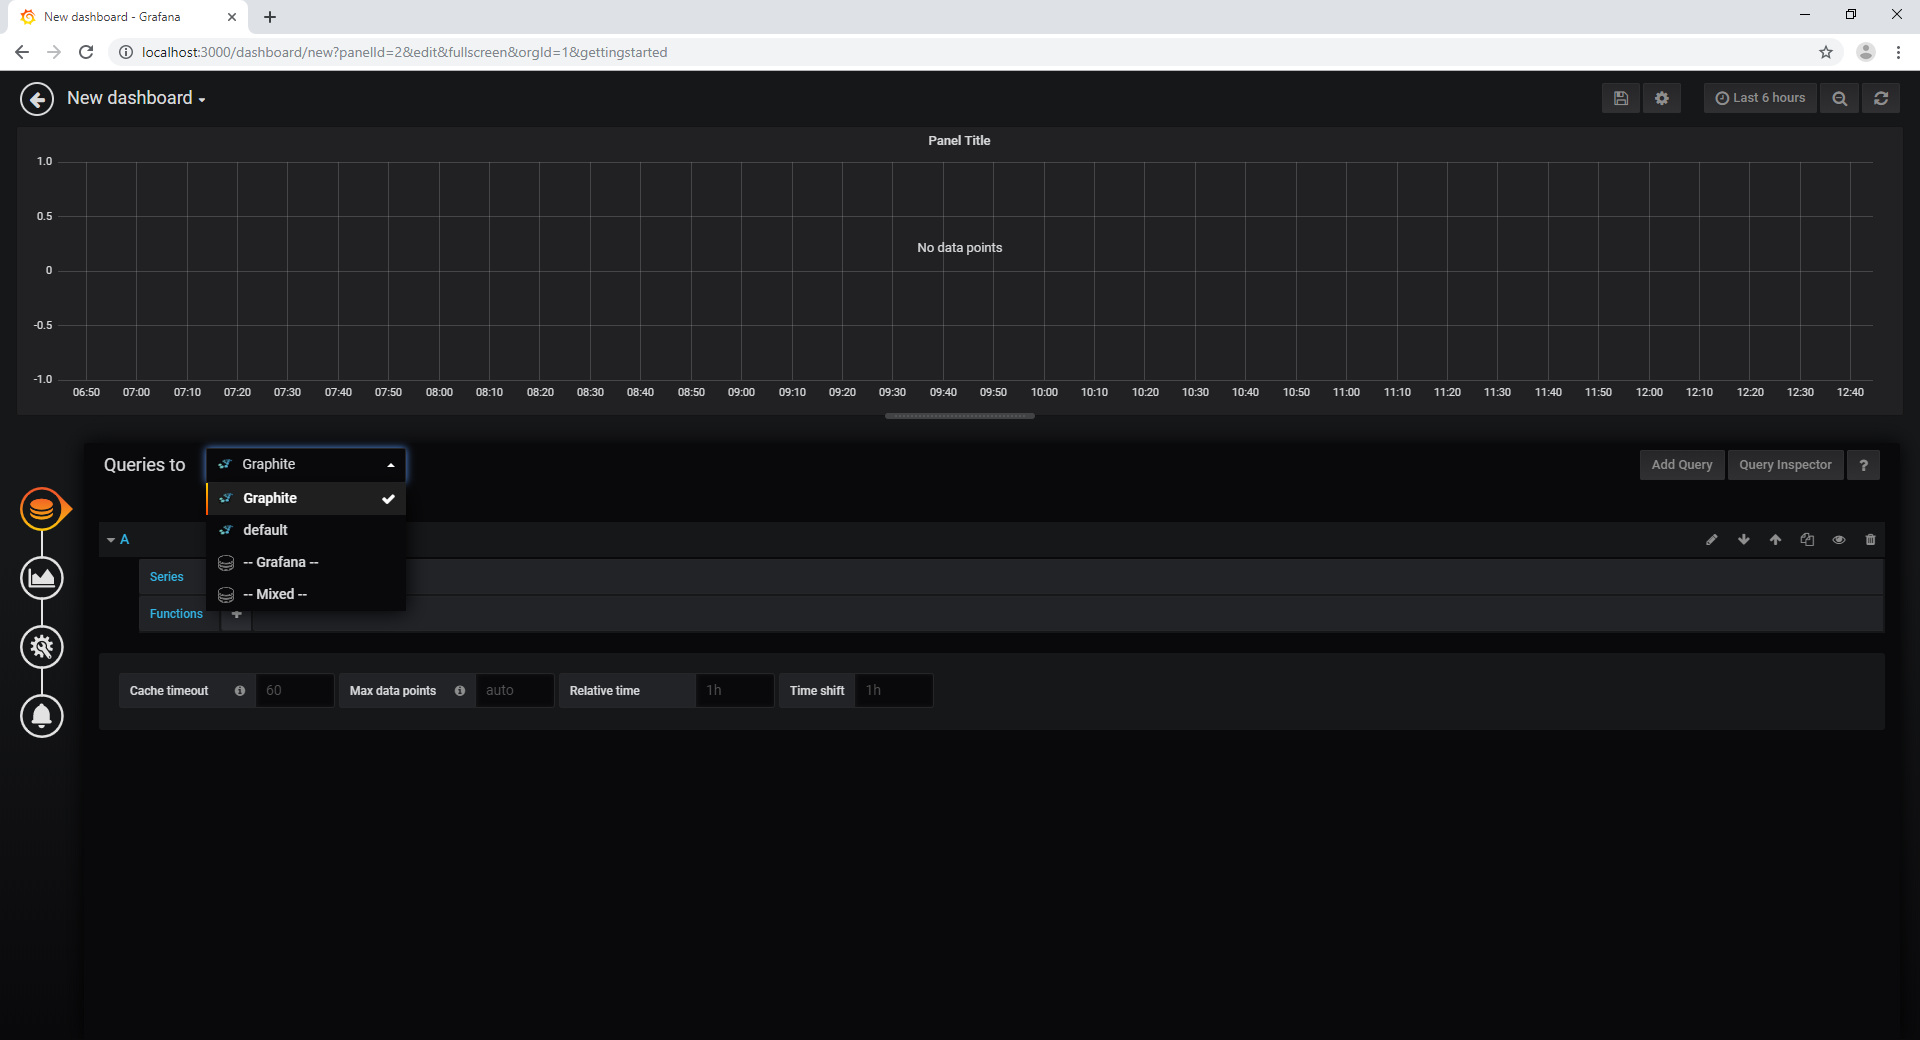 New dashboard - Grafana
localhost:3000/dashboard/new?panelId=2&edit&fullscreen&orgId=1&gettingstarted
New dashboard
Last 6 hours
Panel Title
1.0
0.5
No data points
0
-0.5
-1.0
06:50 07:00 07:10 07:20 07:30 07:40 07:50 08:00 08:10 08:20 08:30 08:40 08:50 09:00 09:10 09:20 09:30 09:40 09:50 10:00 10:10 10:20 10:30 10:40 10:50 11:00 11:10 11:20 11:30 11:40 11:50 12:00 12:10 12:20 12:30 12:40
Queries to Graphite Add Query Query Inspector ?
Graphite
default
A
-- Grafana --
Series
-- Mixed --
Functions +
Cache timeout 60 Max data points auto Relative time 1h Time shift 1h